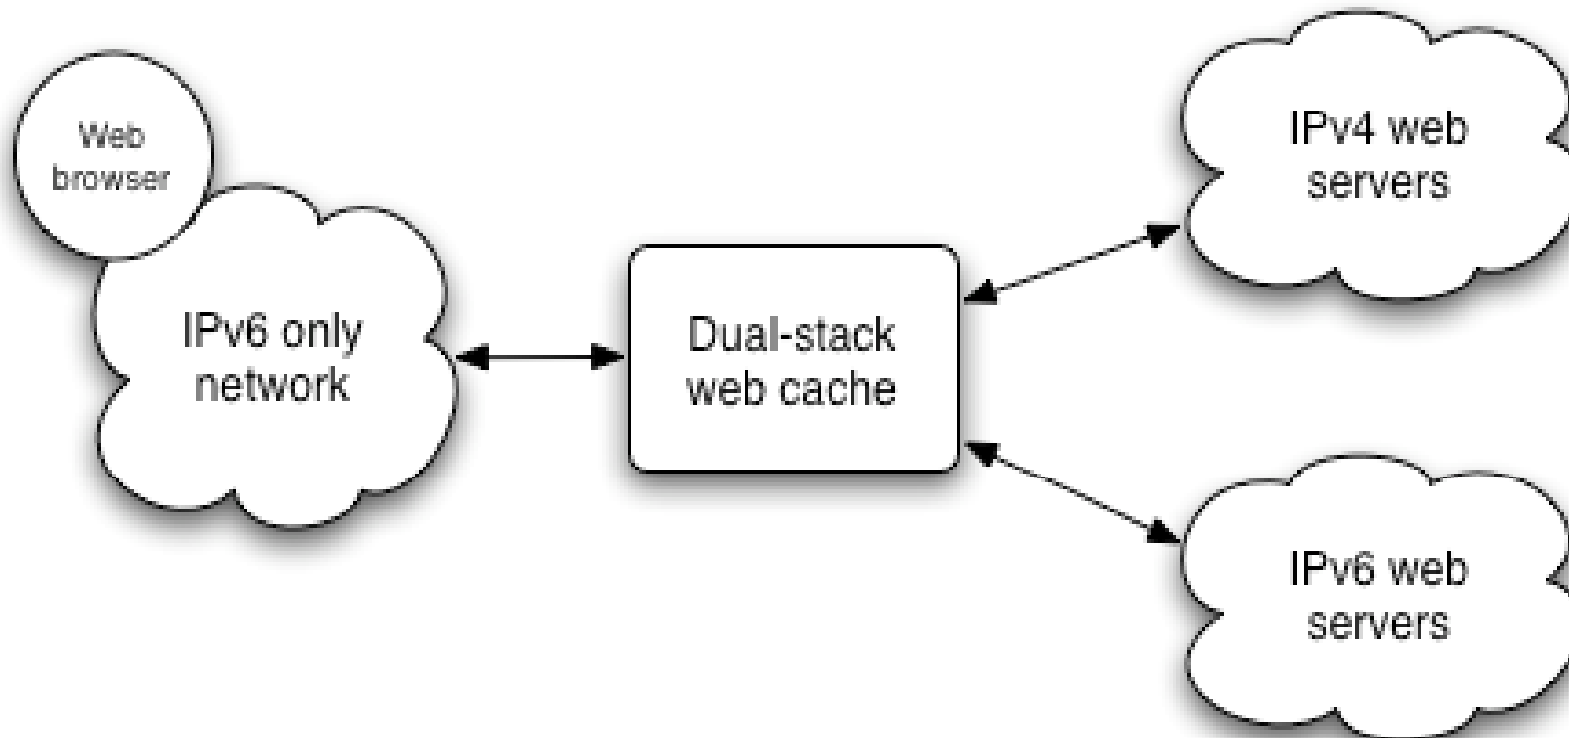 Web
browser
IPv6 only
network
Dual-stack
web cache
IPv4 web
servers
IPv6 web
servers